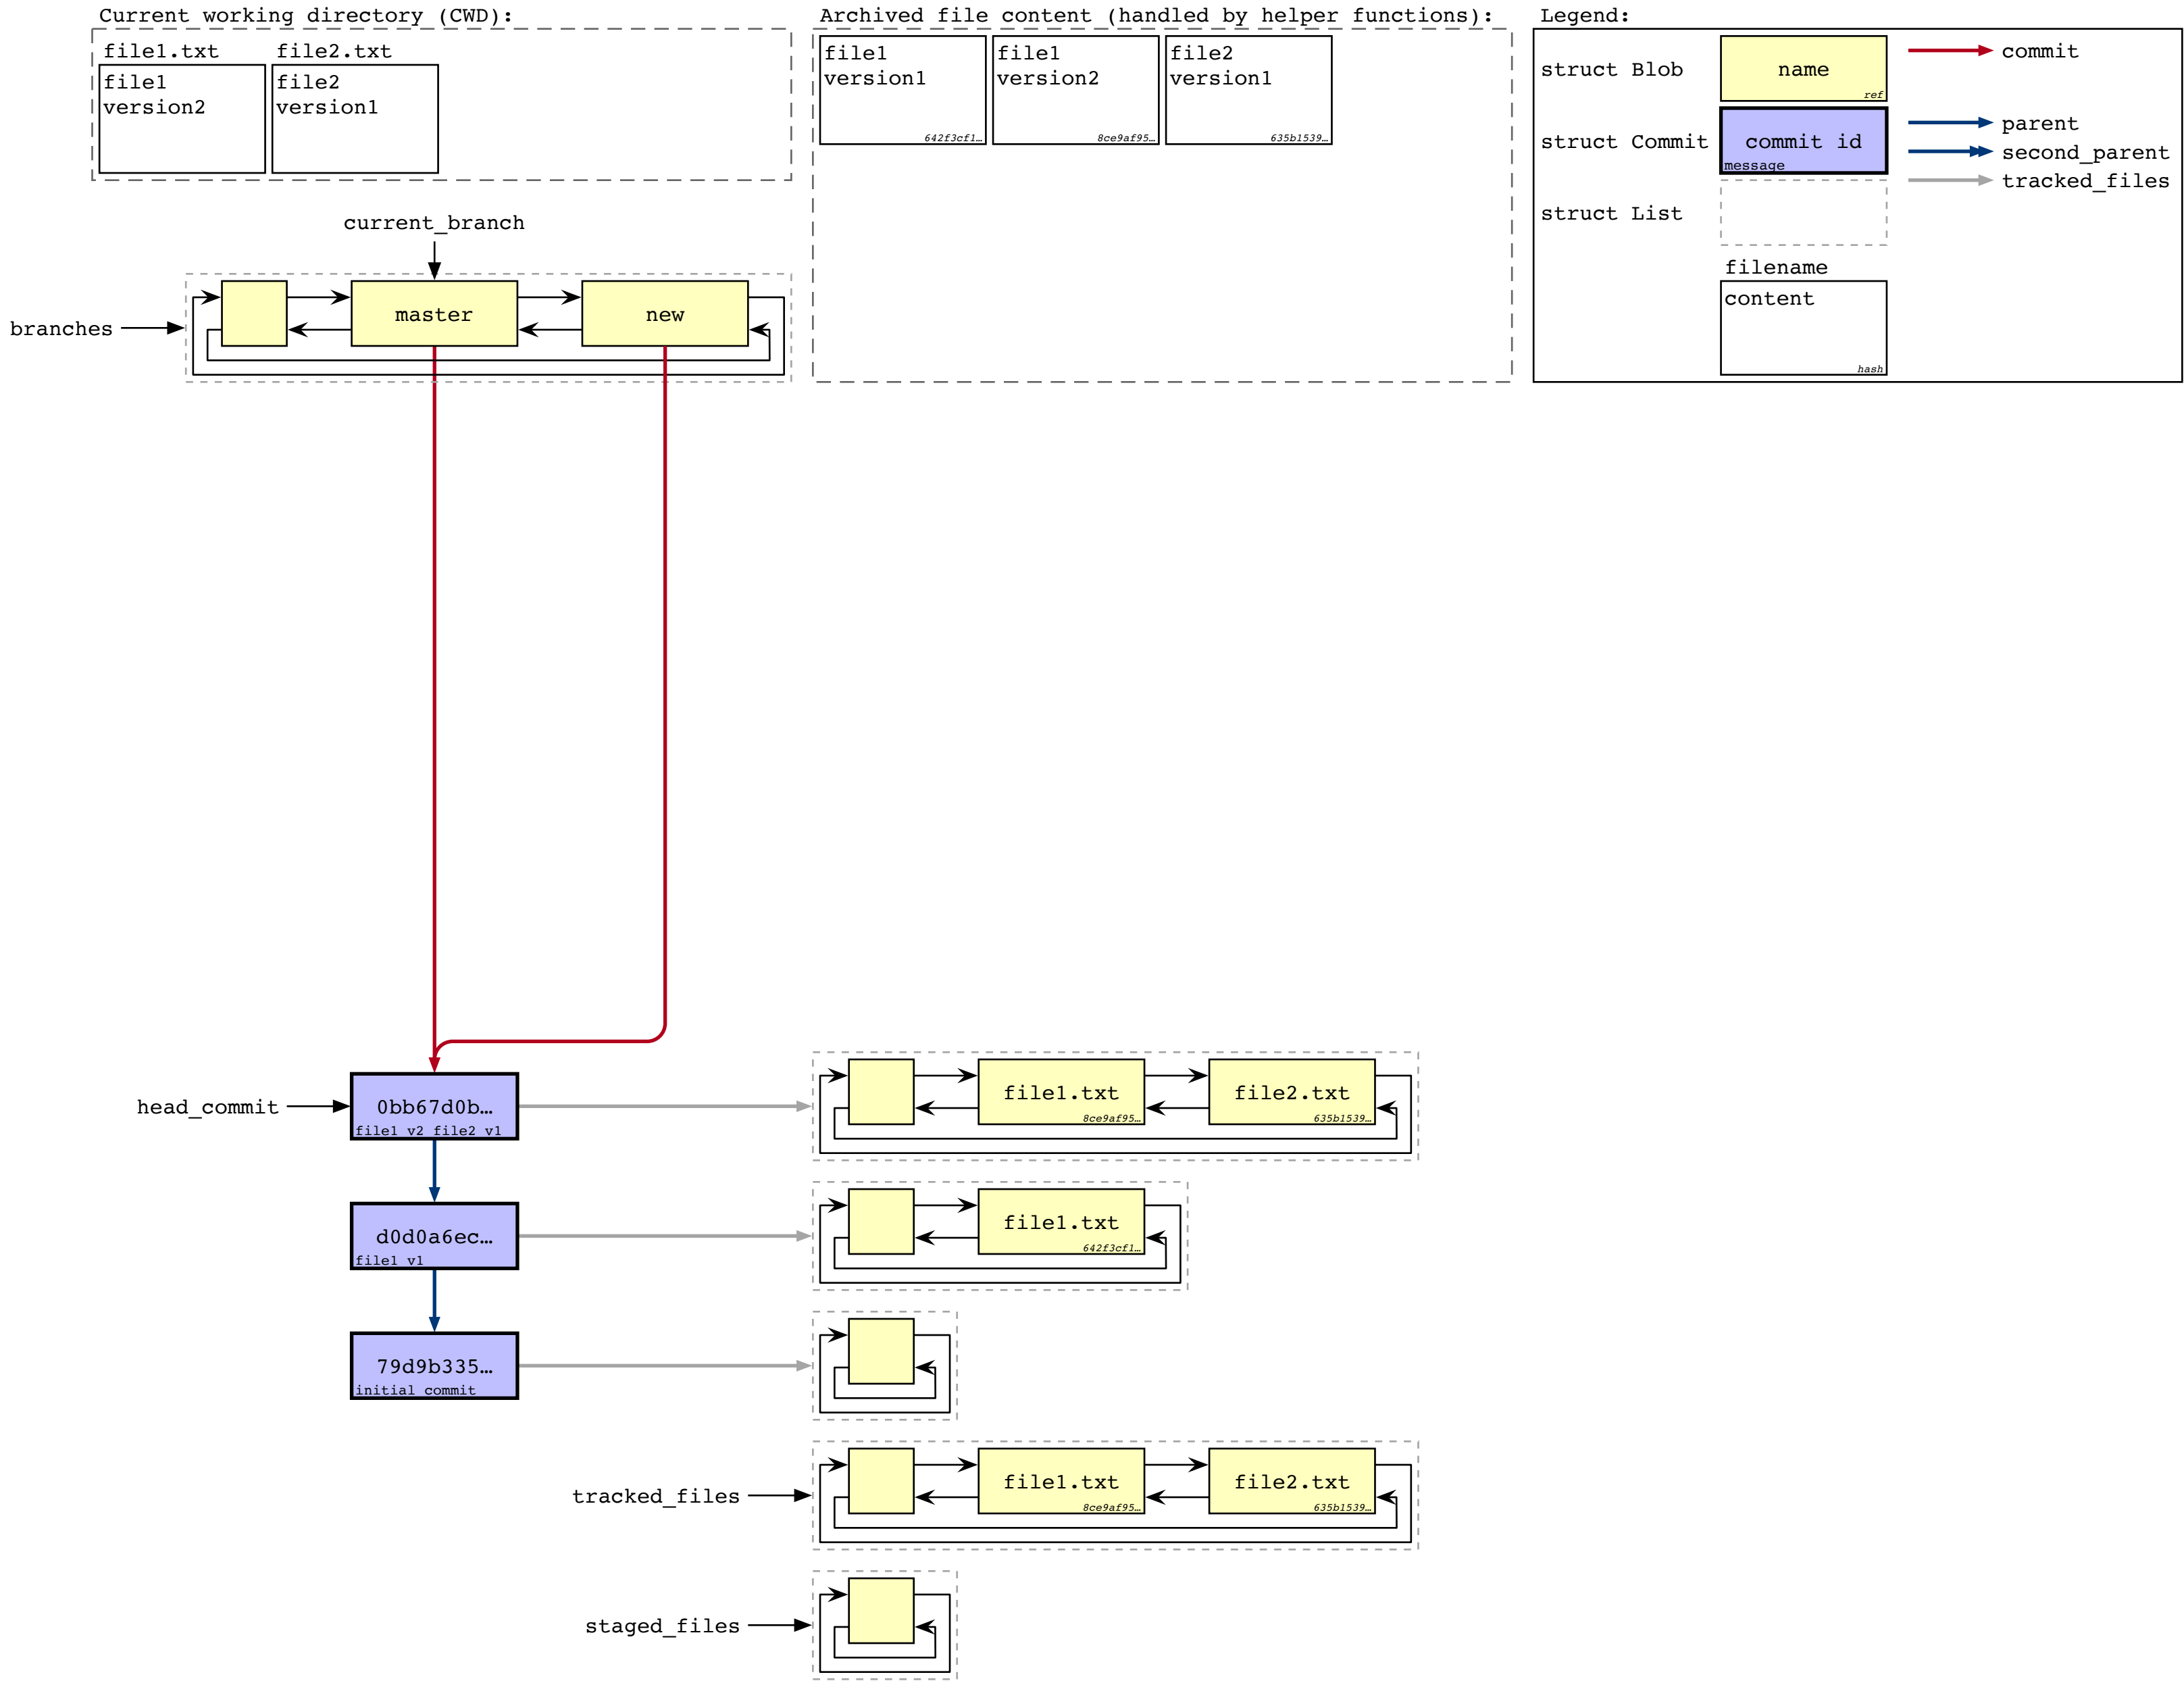 Current working directory (CWD):
file1.txt
file2.txt
file1
version2
file2
version1
Archived file content (handled by helper functions):
file1
version1
642f3cf1…
file1
version2
8ce9af95…
file2
version1
635b1539…
Legend:
struct Blob
name
ref
struct Commit
commit id
message
struct List
filename
content
hash
commit
parent
second_parent
tracked_files
current_branch
branches
master
new
head_commit
0bb67d0b…
file1 v2 file2 v1
file1.txt
8ce9af95…
file2.txt
635b1539…
d0d0a6ec…
file1 v1
file1.txt
642f3cf1…
79d9b335…
initial commit
tracked_files
file1.txt
8ce9af95…
file2.txt
635b1539…
staged_files